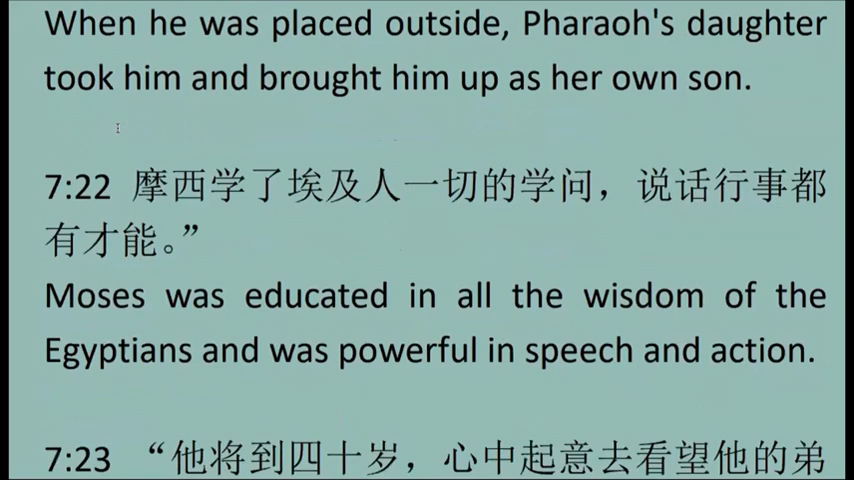 When he was placed outside, Pharaoh's daughter
took him and brought him up as her own son.
7:22 摩西学了埃及人一切的学问，说话行事都
有才能。”
Moses was educated in all the wisdom of the
Egyptians and was powerful in speech and action.
7:23 “他将到四十岁，心中起意去看望他的弟